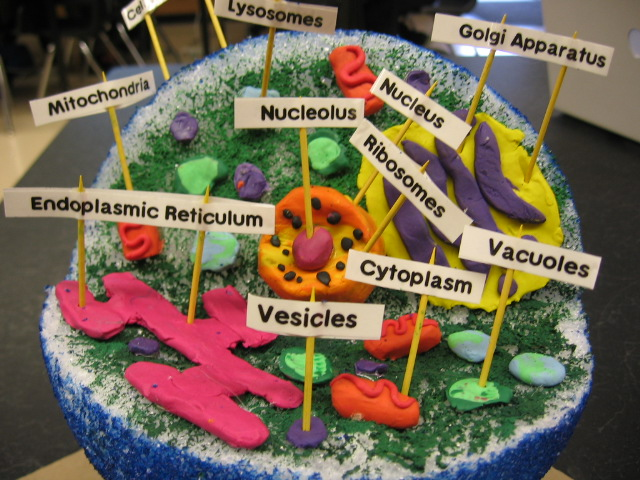 Lysosomes
Golgi Apparatus
Mitochondria
Nucleolus
Nucleus
Ribosomes
Endoplasmic Reticulum
Vacuoles
Cytoplasm
Vesicles